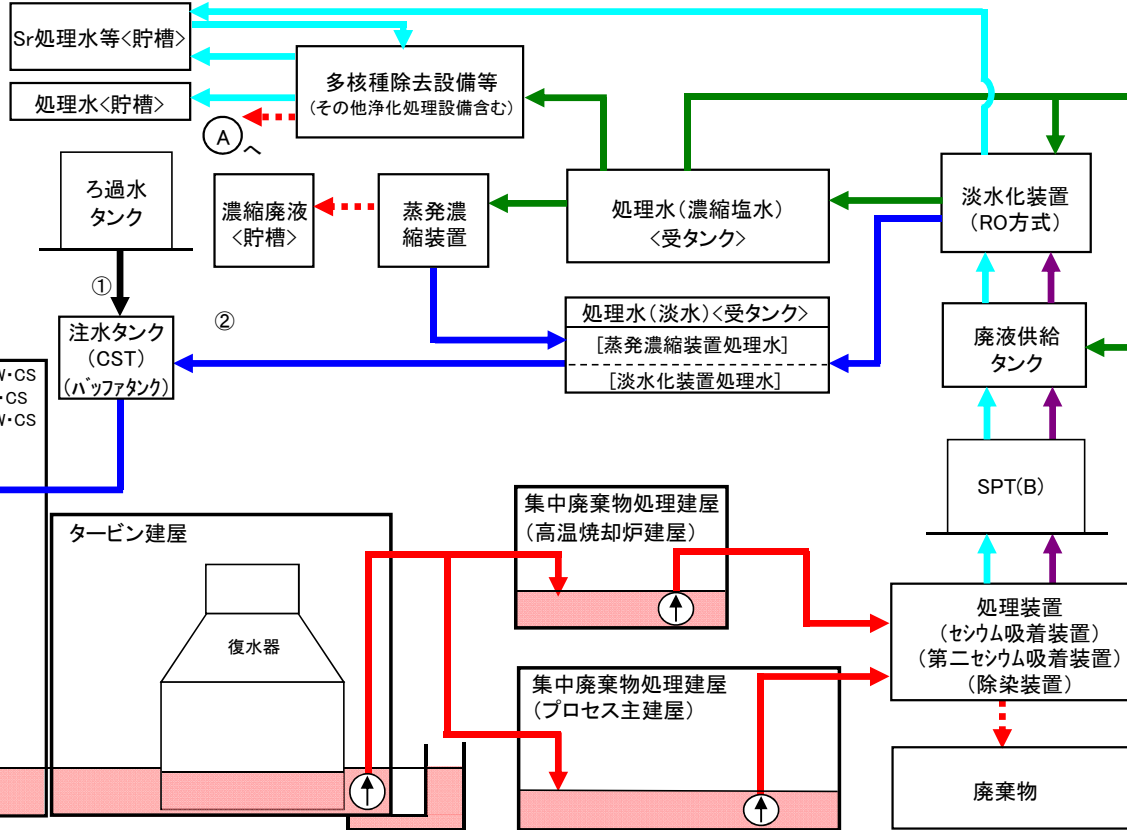 Sr処理水等<貯槽>
多核種除去設備等
(その他浄化処理設備含む)
処理水<貯槽>
A
へ
ろ過水
タンク
濃縮廃液
<貯槽>
蒸発濃
縮装置
処理水(濃縮塩水)
<受タンク>
淡水化装置
(RO方式)
①
②
注水タンク
(CST)
(バッファタンク)
処理水(淡水)<受タンク>
[蒸発濃縮装置処理水]
[淡水化装置処理水]
廃液供給
タンク
W・CS
・CS
W・CS
SPT(B)
タービン建屋
復水器
集中廃棄物処理建屋
(高温焼却炉建屋)
集中廃棄物処理建屋
(プロセス主建屋)
処理装置
(セシウム吸着装置)
(第二セシウム吸着装置)
(除染装置)
廃棄物